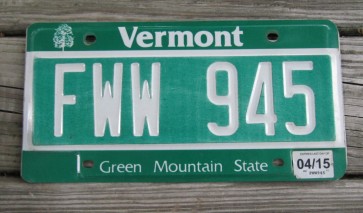 Vermont
FWW 945
Green Mountain State
04/15